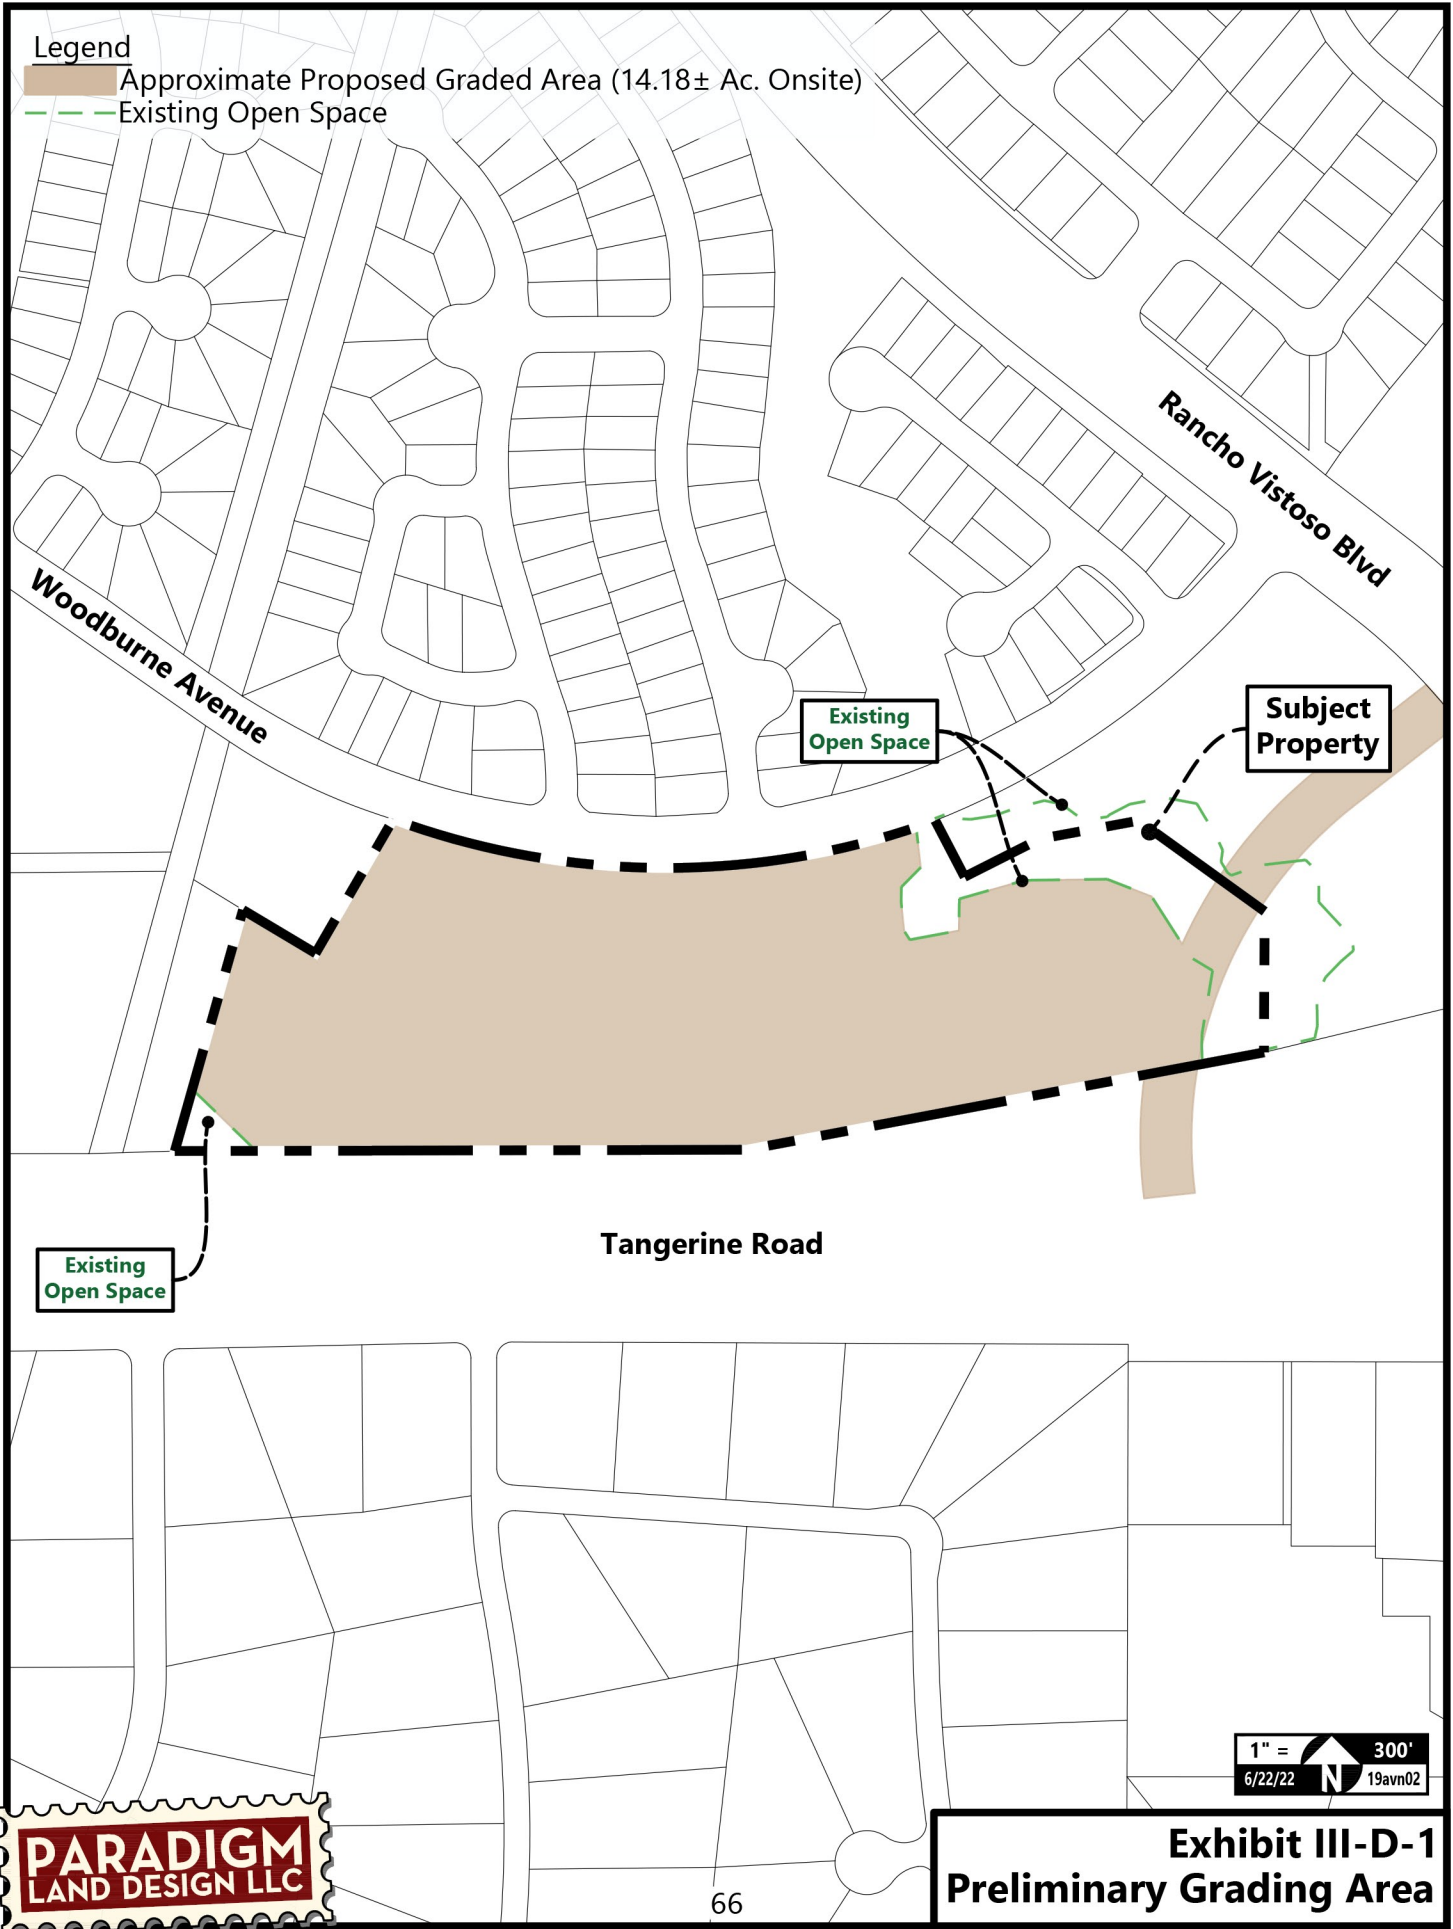 Legend
Approximate Proposed Graded Area (14.18± Ac. Onsite)
Existing Open Space
Rancho Vistoso Blvd
Woodburne Avenue
Existing
Open Space
Subject
Property
Tangerine Road
Existing
Open Space
1" = 300'
6/22/22 N 19avn02
PARADIGM
LAND DESIGN LLC
66
Exhibit III-D-1
Preliminary Grading Area